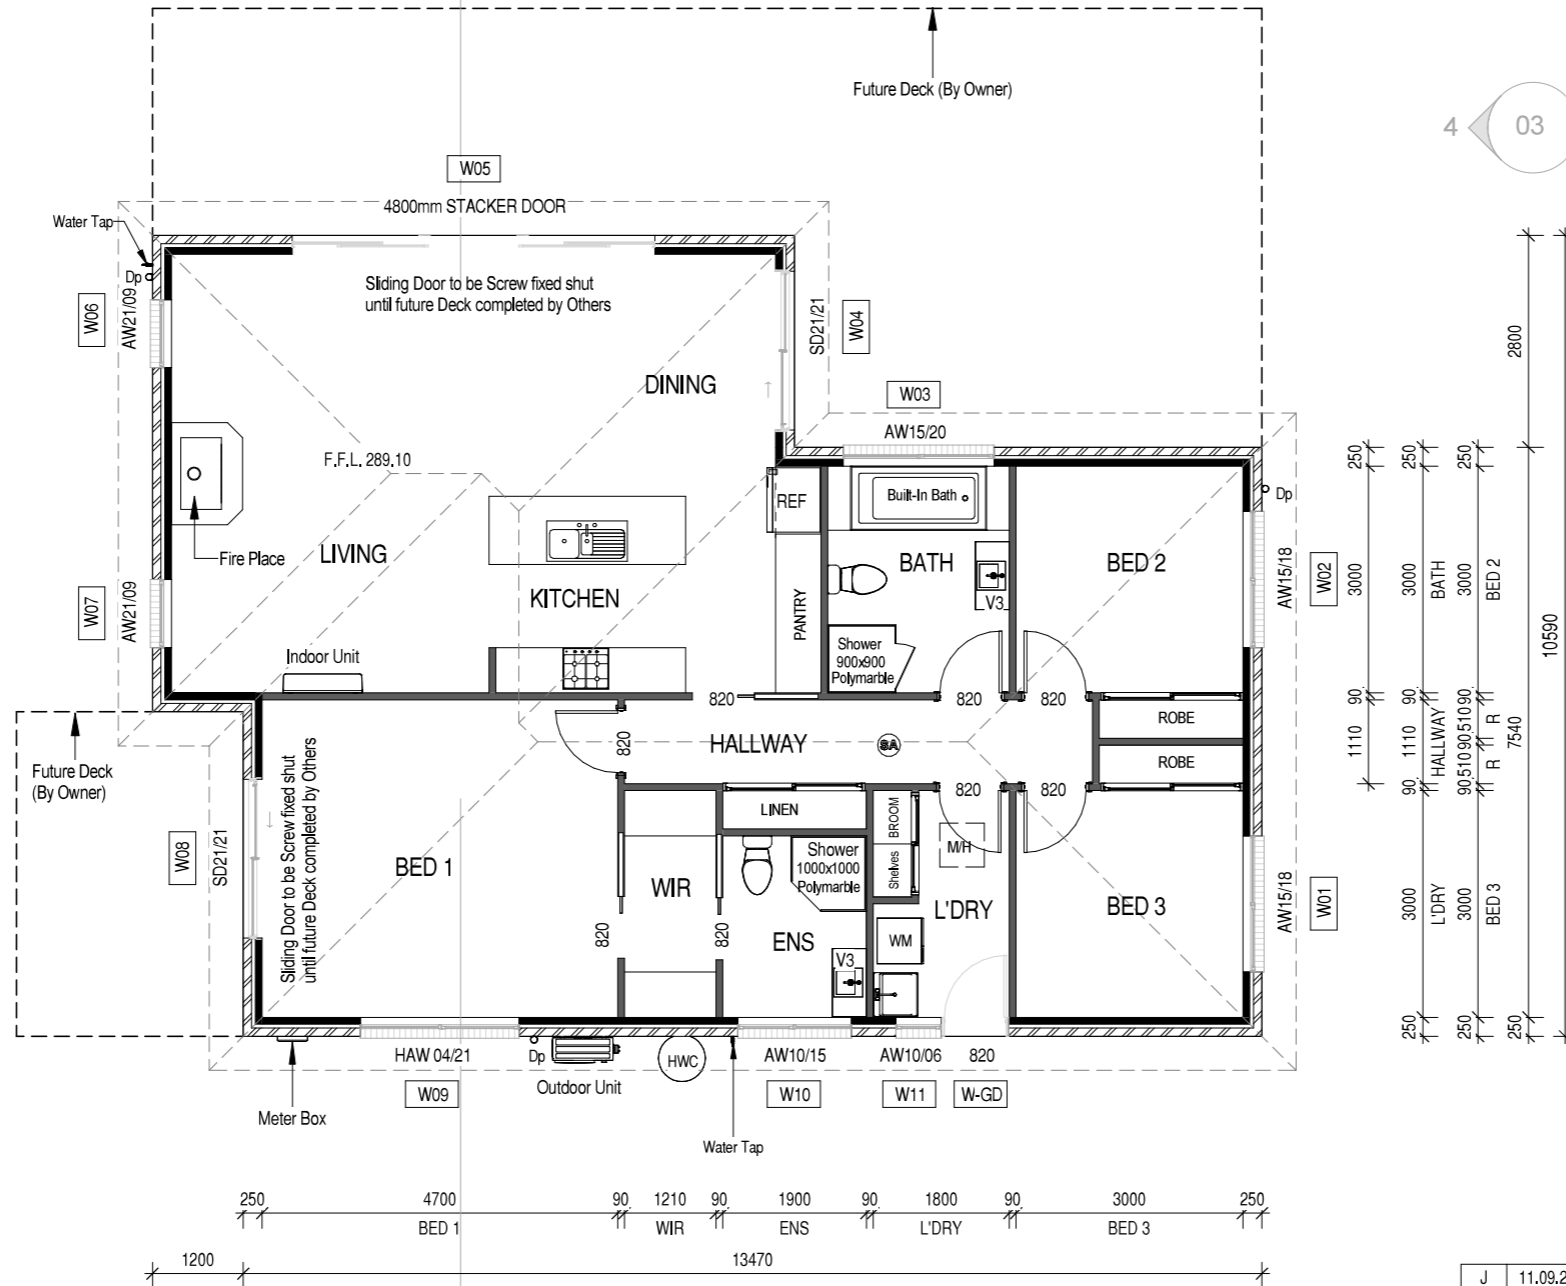 Future Deck (By Owner)
4
03
W05
4800mm STACKER DOOR
Water Tap
Dp
Sliding Door to be Screw fixed shut
until future Deck completed by Others
W06
AW21/09
SD21/21
W04
2800
DINING
W03
AW15/20
F.F.L. 289.10
REF
Built-In Bath
Dp
250
250
250
Fire Place
LIVING
KITCHEN
PANTRY
BATH
V3
BED 2
AW15/18
W02
3000
3000
BATH
3000
BED 2
10590
W07
AW21/09
Shower
900x900
Polymarble
Indoor Unit
820
820
820
90
90
90
ROBE
1110
1110
HALLWAY
510
R
820
HALLWAY
SA
90
7540
Future Deck
(By Owner)
ROBE
510
R
820
820
90
90
90
LINEN
Sliding Door to be Screw fixed shut
until future Deck completed by Others
W08
SD21/21
BED 1
WIR
Shower
1000x1000
Polymarble
BROOM
Shelves
M/H
L'DRY
BED 3
AW15/18
W01
3000
L'DRY
3000
BED 3
820
820
ENS
V3
WM
250
250
250
HAW 04/21
Dp
HWC
AW10/15
AW10/06
820
W09
Outdoor Unit
W10
W11
W-GD
Meter Box
Water Tap
250
4700
90
1210
90
1900
90
1800
90
3000
250
BED 1
WIR
ENS
L'DRY
BED 3
1200
13470
J
11.09.2